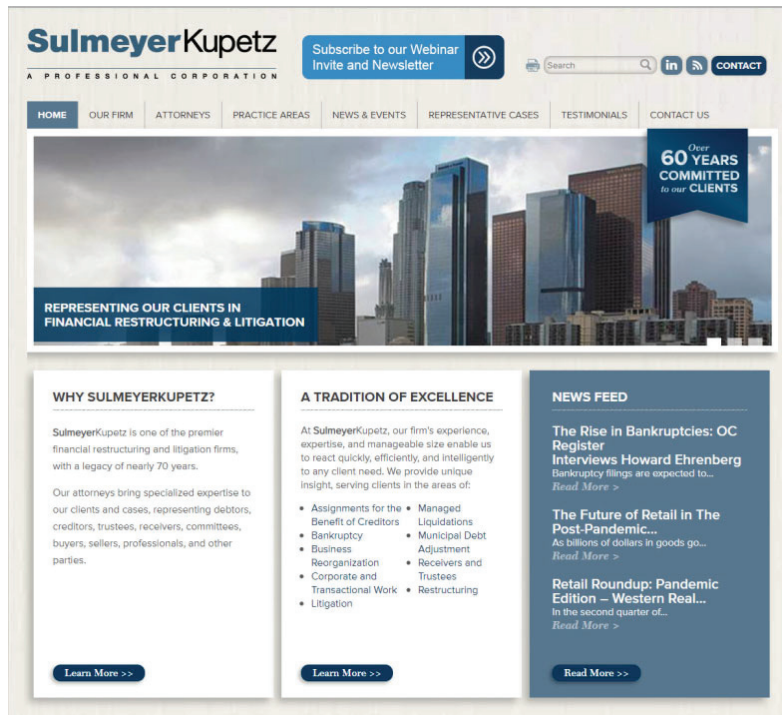 SulmeyerKupetz
A PROFESSIONAL CORPORATION
Subscribe to our Webinar
Invite and Newsletter
Search
in
CONTACT
HOME
OUR FIRM
ATTORNEYS
PRACTICE AREAS
NEWS & EVENTS
REPRESENTATIVE CASES
TESTIMONIALS
CONTACT US
Over
60 YEARS
COMMITTED
to our CLIENTS
REPRESENTING OUR CLIENTS IN
FINANCIAL RESTRUCTURING & LITIGATION
WHY SULMEYERKUPETZ?
SulmeyerKupetz is one of the premier
financial restructuring and litigation firms,
with a legacy of nearly 70 years.
Our attorneys bring specialized expertise to
our clients and cases, representing debtors,
creditors, trustees, receivers, committees,
buyers, sellers, professionals, and other
parties.
Learn More >>
A TRADITION OF EXCELLENCE
At SulmeyerKupetz, our firm's experience,
expertise, and manageable size enable us
to react quickly, efficiently, and intelligently
to any client need. We provide unique
insight, serving clients in the areas of:
• Assignments for the
Benefit of Creditors
• Bankruptcy
• Business
Reorganization
• Corporate and
Transactional Work
• Litigation
• Managed
Liquidations
• Municipal Debt
Adjustment
• Receivers and
Trustees
• Restructuring
Learn More >>
NEWS FEED
The Rise in Bankruptcies: OC
Register
Interviews Howard Ehrenberg
Bankruptcy filings are expected to...
Read More >
The Future of Retail in The
Post-Pandemic...
As billions of dollars in goods go...
Read More >
Retail Roundup: Pandemic
Edition – Western Real...
In the second quarter of...
Read More >
Read More >>